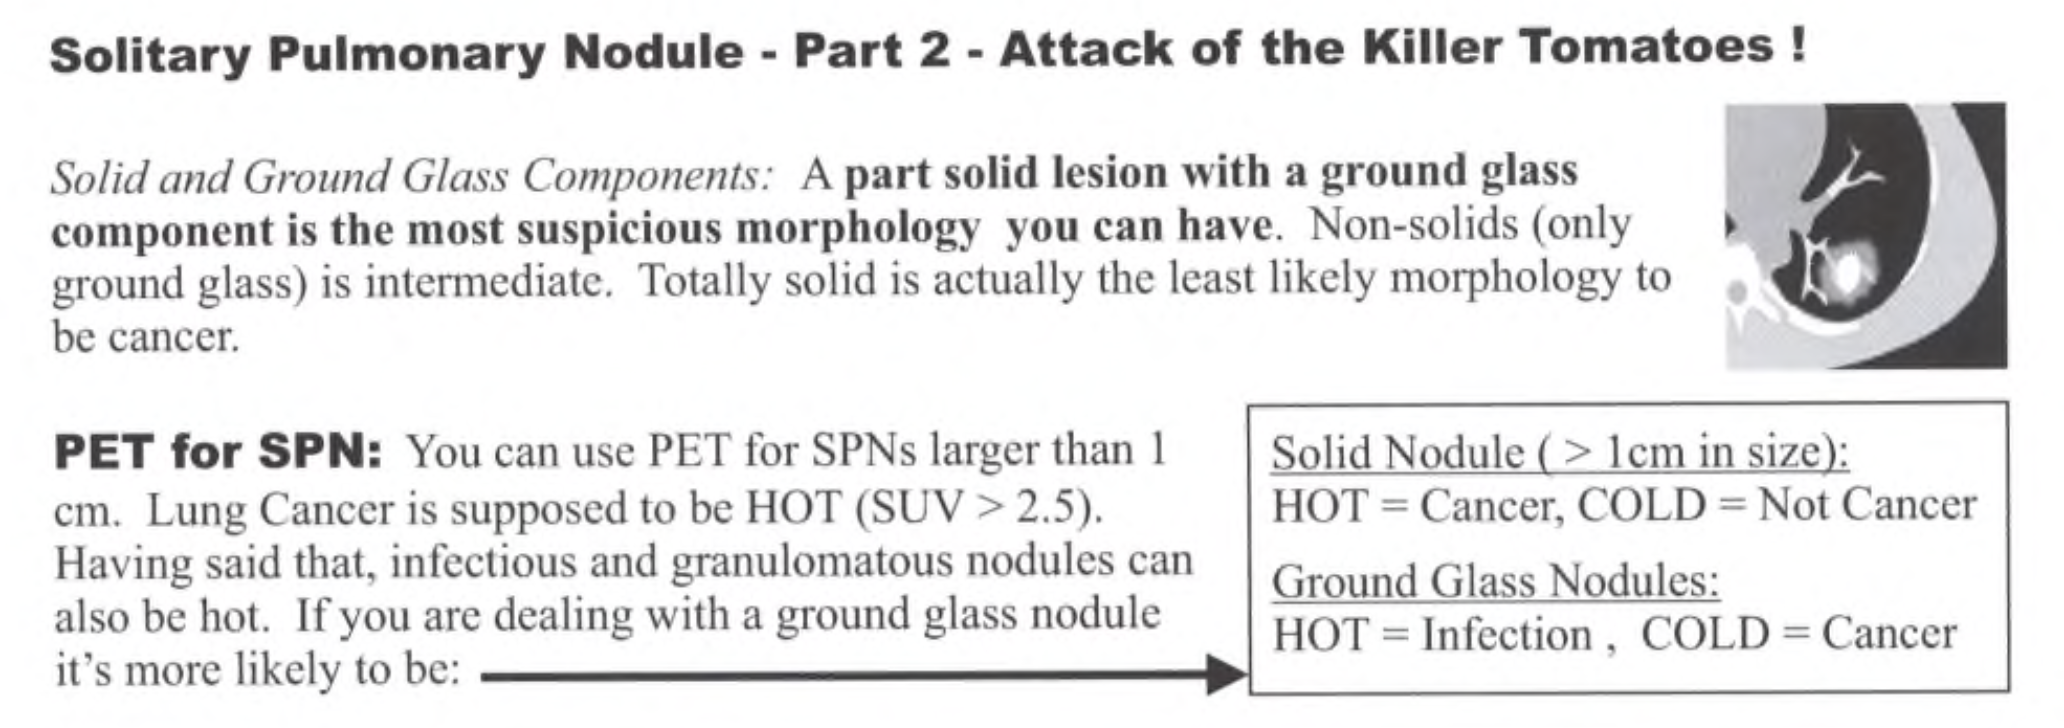 Solitary Pulmonary Nodule - Part 2 - Attack of the Killer Tomatoes !
Solid and Ground Glass Components: A part solid lesion with a ground glass
component is the most suspicious morphology you can have. Non-solids (only
ground glass) is intermediate. Totally solid is actually the least likely morphology to
be cancer.
PET for SPN: You can use PET for SPNs larger than 1
cm. Lung Cancer is supposed to be HOT (SUV > 2.5).
Having said that, infectious and granulomatous nodules can
also be hot. If you are dealing with a ground glass nodule
it's more likely to be:
Solid Nodule ( > 1cm in size):
HOT = Cancer, COLD = Not Cancer
Ground Glass Nodules:
HOT = Infection , COLD = Cancer